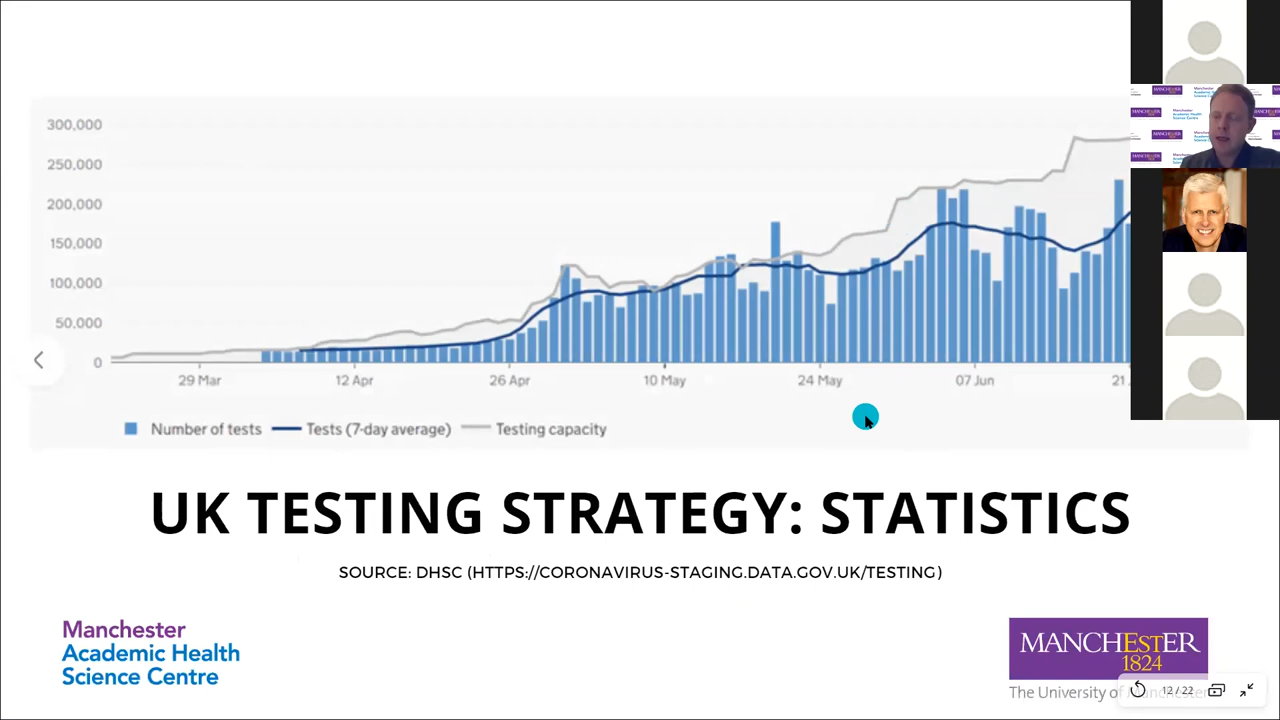 300,000
250,000
200,000
150,000
100,000
50,000
0
29 Mar
12 Apr
26 Apr
10 May
24 May
07 Jun
21
Number of tests
Tests (7-day average)
Testing capacity
UK TESTING STRATEGY: STATISTICS
SOURCE: DHSC (HTTPS://CORONAVIRUS-STAGING.DATA.GOV.UK/TESTING)
Manchester
Academic Health
Science Centre
MANCHESTER
1824
The University of Manchester
12 / 22